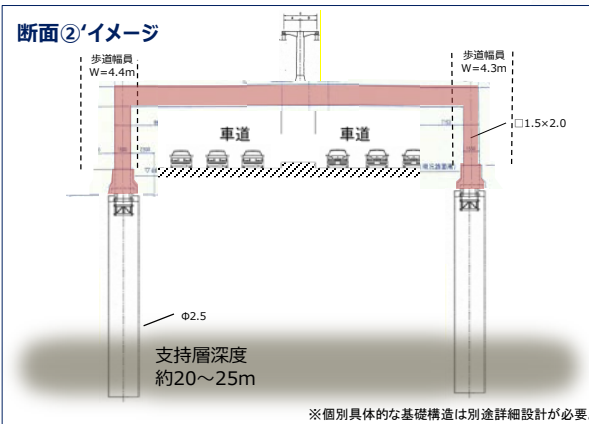 断面②‘イメージ
歩道幅員
W=4.4m
歩道幅員
W=4.3m
□1.5×2.0
車道
車道
Φ2.5
支持層深度
約20～25m
※個別具体的な基礎構造は別途詳細設計が必要。